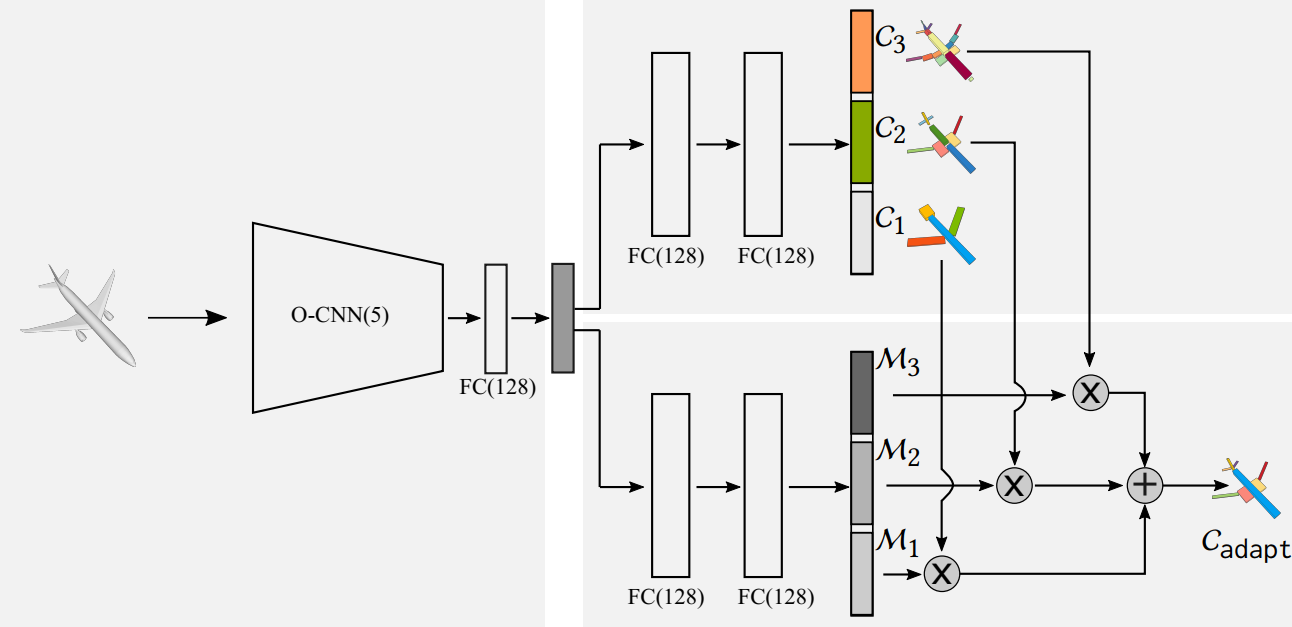 O-CNN(5)
FC(128)
FC(128)
FC(128)
C3
C2
C1
FC(128)
FC(128)
M3
M2
M1
X
X
X
+
Cadapt